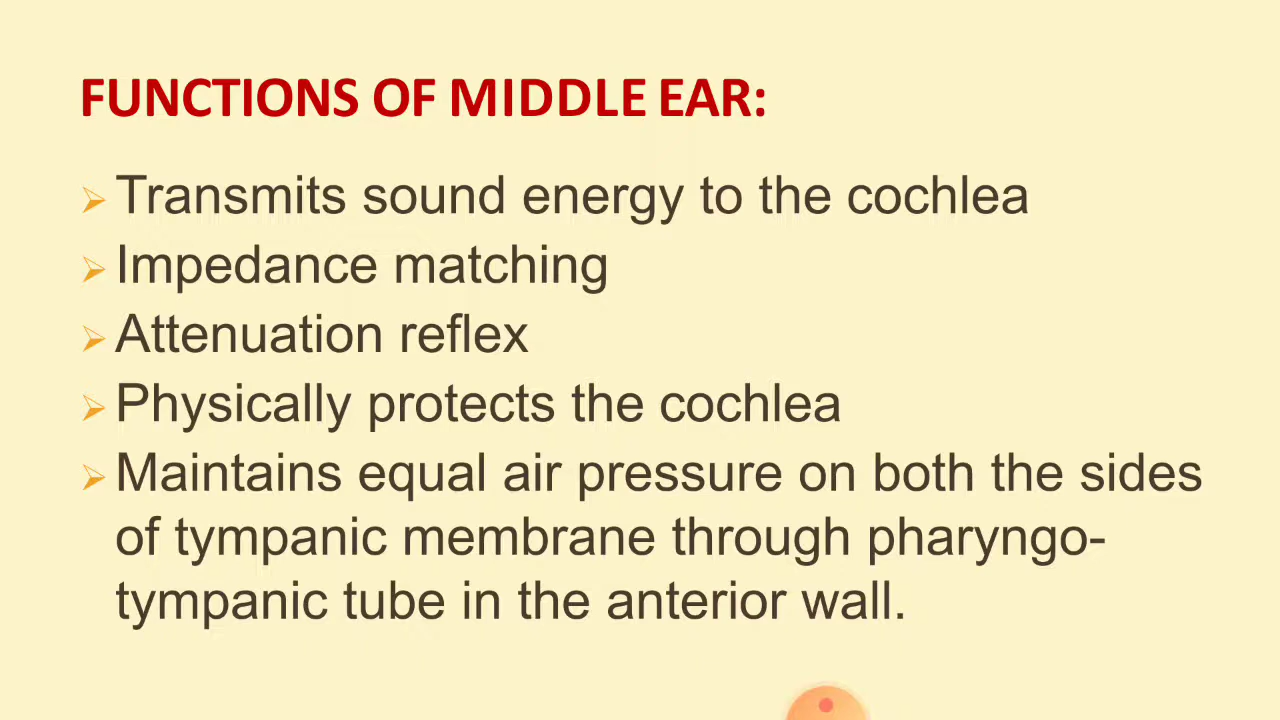 FUNCTIONS OF MIDDLE EAR:
Transmits sound energy to the cochlea
Impedance matching
Attenuation reflex
Physically protects the cochlea
Maintains equal air pressure on both the sides
of tympanic membrane through pharyngo-
tympanic tube in the anterior wall.